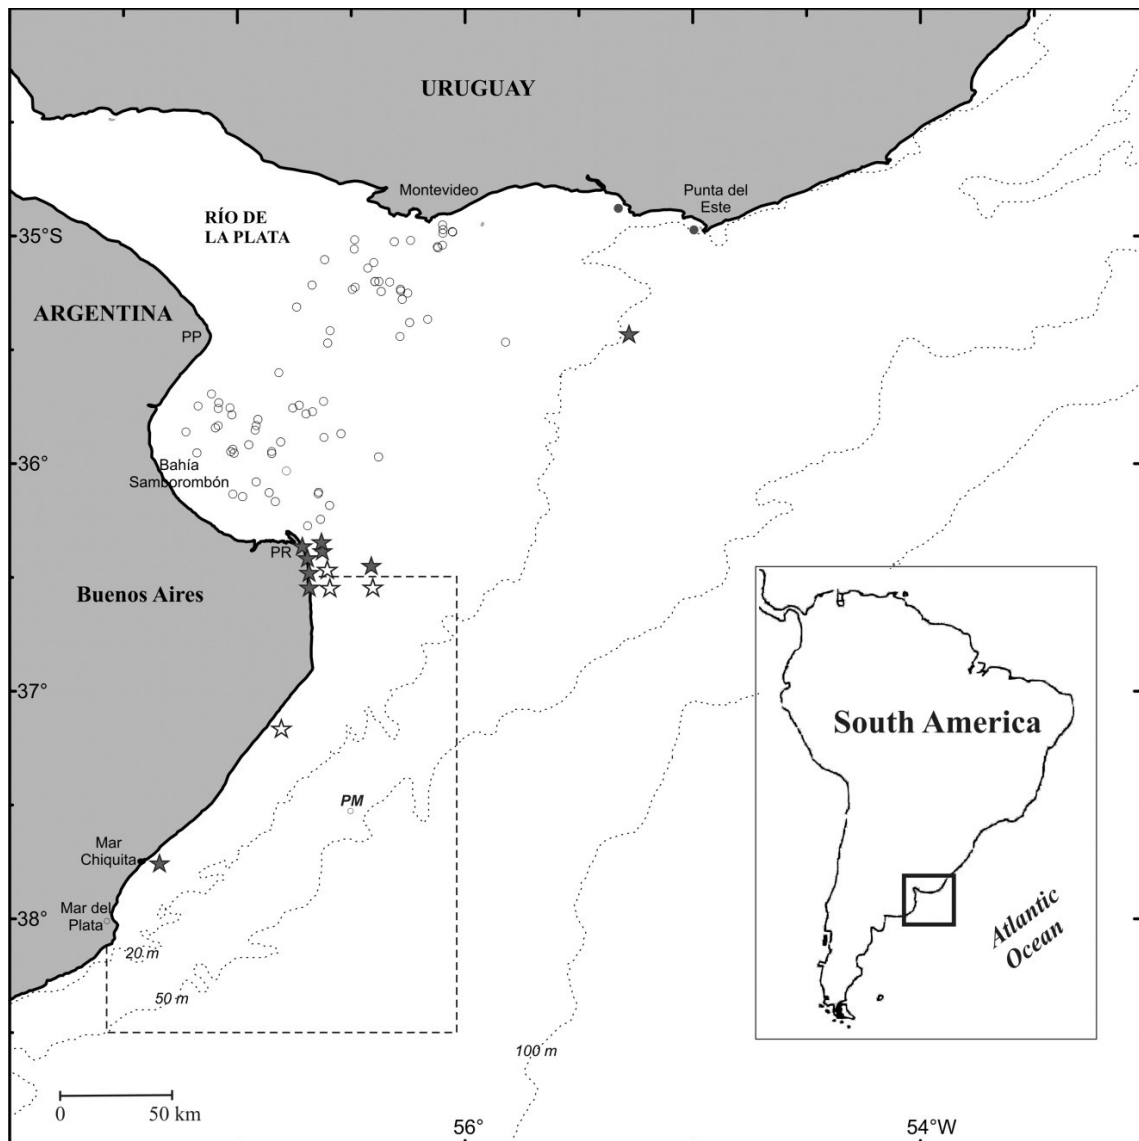 URUGUAY
Montevideo
Punta del
Este
RÍO DE
LA PLATA
35°S
ARGENTINA
PP
36°
Bahía
Samborombón
PR
Buenos Aires
37°
South America
PM
Mar
Chiquita
Mar del
Plata
38°
Atlantic
Ocean
20 m
50 m
100 m
0 50 km
56°
54°W